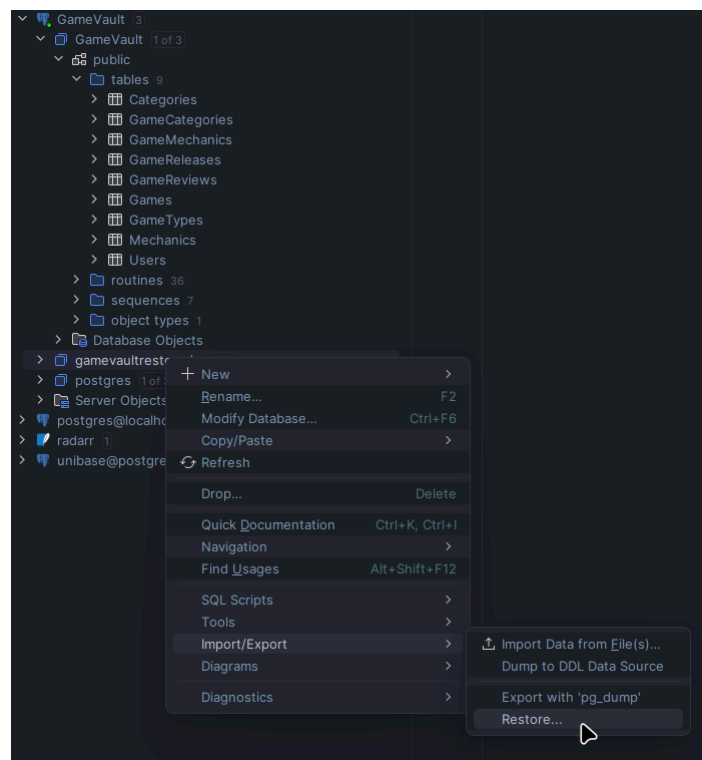 GameVault 3
GameVault 1 of 3
public
tables 9
Categories
GameCategories
GameMechanics
GameReleases
GameReviews
Games
GameTypes
Mechanics
Users
routines 36
sequences 7
object types 1
Database Objects
gamevaultresto
postgres 1 of
Server Objects
postgres@localho
radarr 1
unibase@postgre
New
Rename... F2
Modify Database... Ctrl+F6
Copy/Paste
Refresh
Drop... Delete
Quick Documentation Ctrl+K, Ctrl+I
Navigation
Find Usages Alt+Shift+F12
SQL Scripts
Tools
Import/Export
Diagrams
Diagnostics
Import Data from File(s)...
Dump to DDL Data Source
Export with 'pg_dump'
Restore...